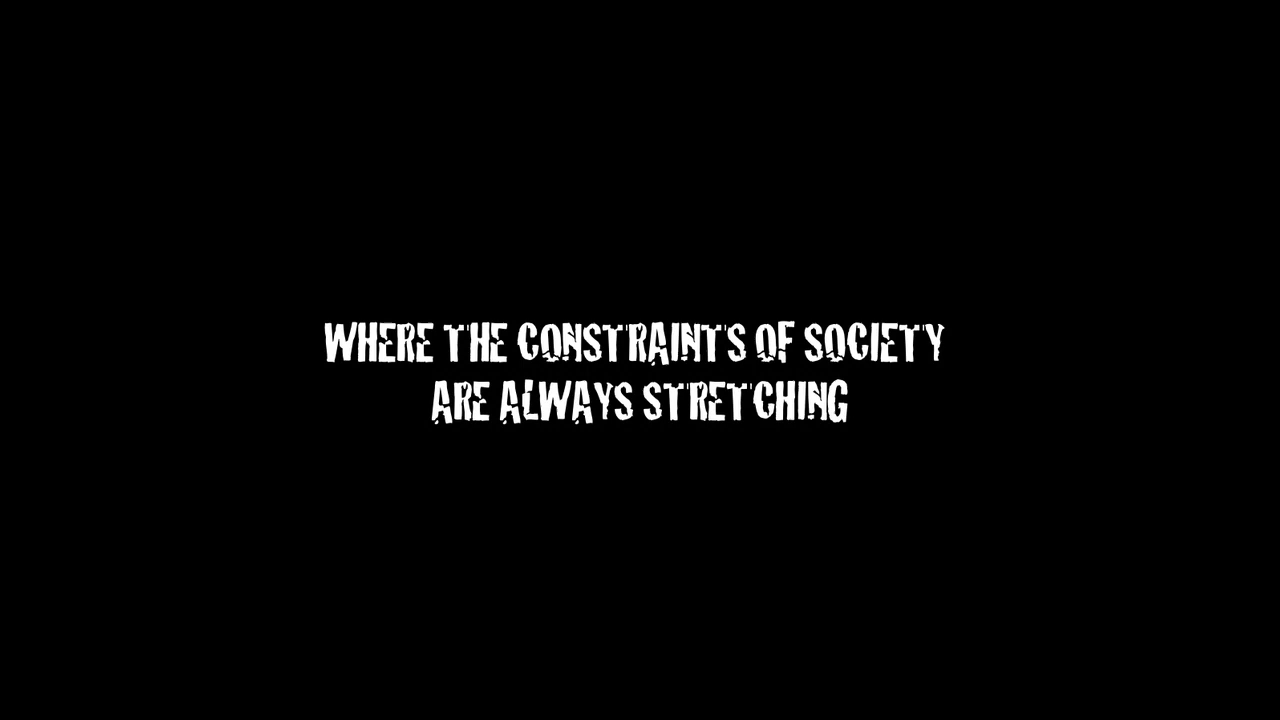 WHERE THE CONSTRAINTS OF SOCIETY
ARE ALWAYS STRETCHING